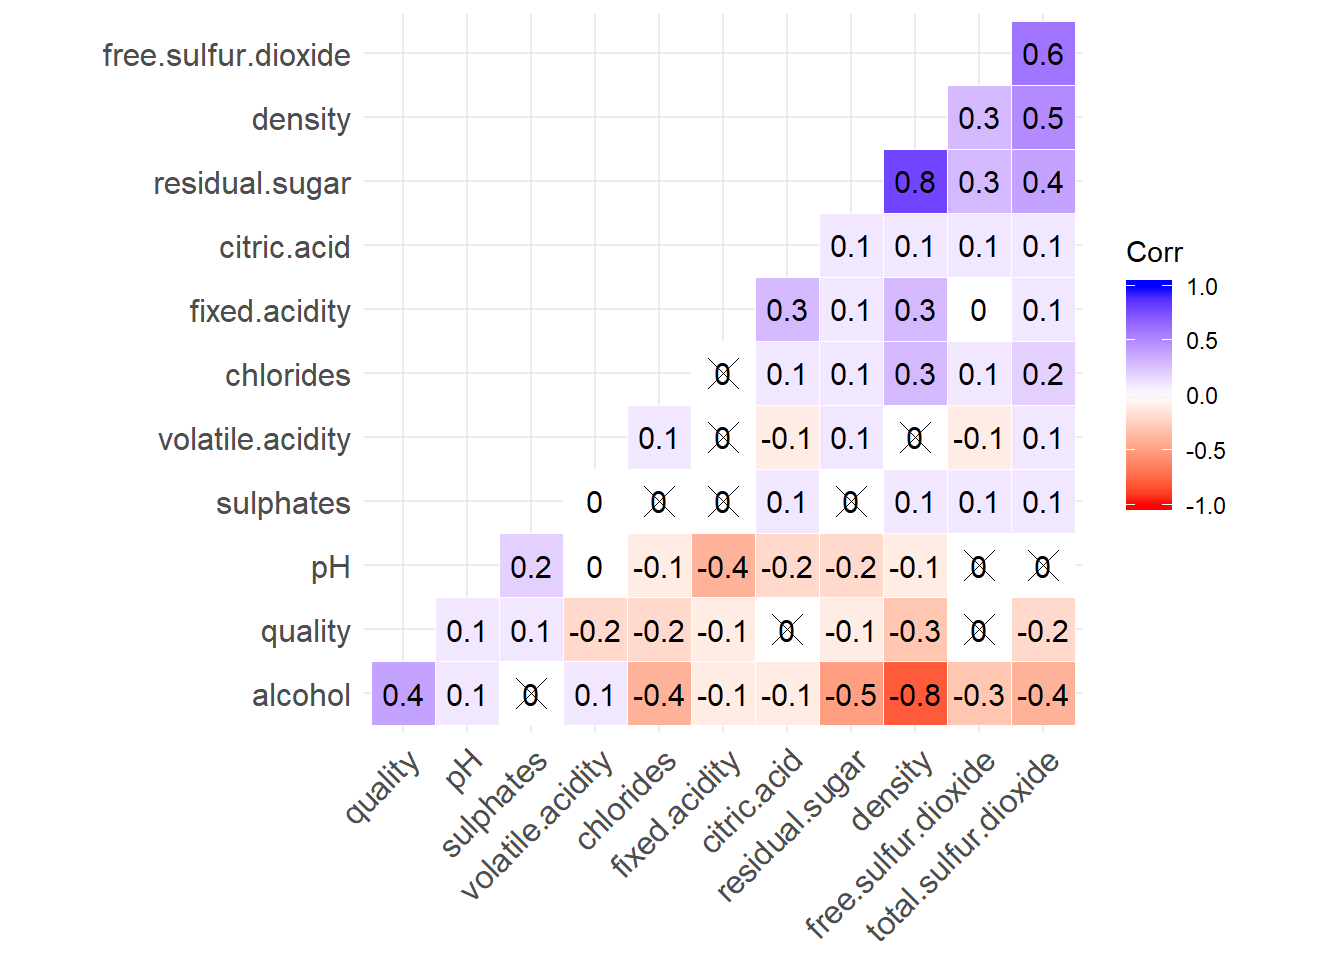 free.sulfur.dioxide 0.6
density 0.3 0.5
residual.sugar 0.8 0.3 0.4
citric.acid 0.1 0.1 0.1 0.1
fixed.acidity 0.3 0.1 0.3 0 0.1
chlorides 0 0.1 0.1 0.3 0.1 0.2
volatile.acidity 0.1 0 -0.1 0.1 0 -0.1 0.1
sulphates 0 0 0 0.1 0 0.1 0.1 0.1
pH 0.2 0 -0.1 -0.4 -0.2 -0.2 -0.1 0 0
quality 0.1 0.1 -0.2 -0.2 -0.1 0 -0.1 -0.3 0 -0.2
alcohol 0.4 0.1 0 0.1 -0.4 -0.1 -0.1 -0.5 -0.8 -0.3 -0.4
quality
pH
sulphates
volatile.acidity
chlorides
fixed.acidity
citric.acid
residual.sugar
density
free.sulfur.dioxide
total.sulfur.dioxide
Corr
1.0
0.5
0.0
-0.5
-1.0